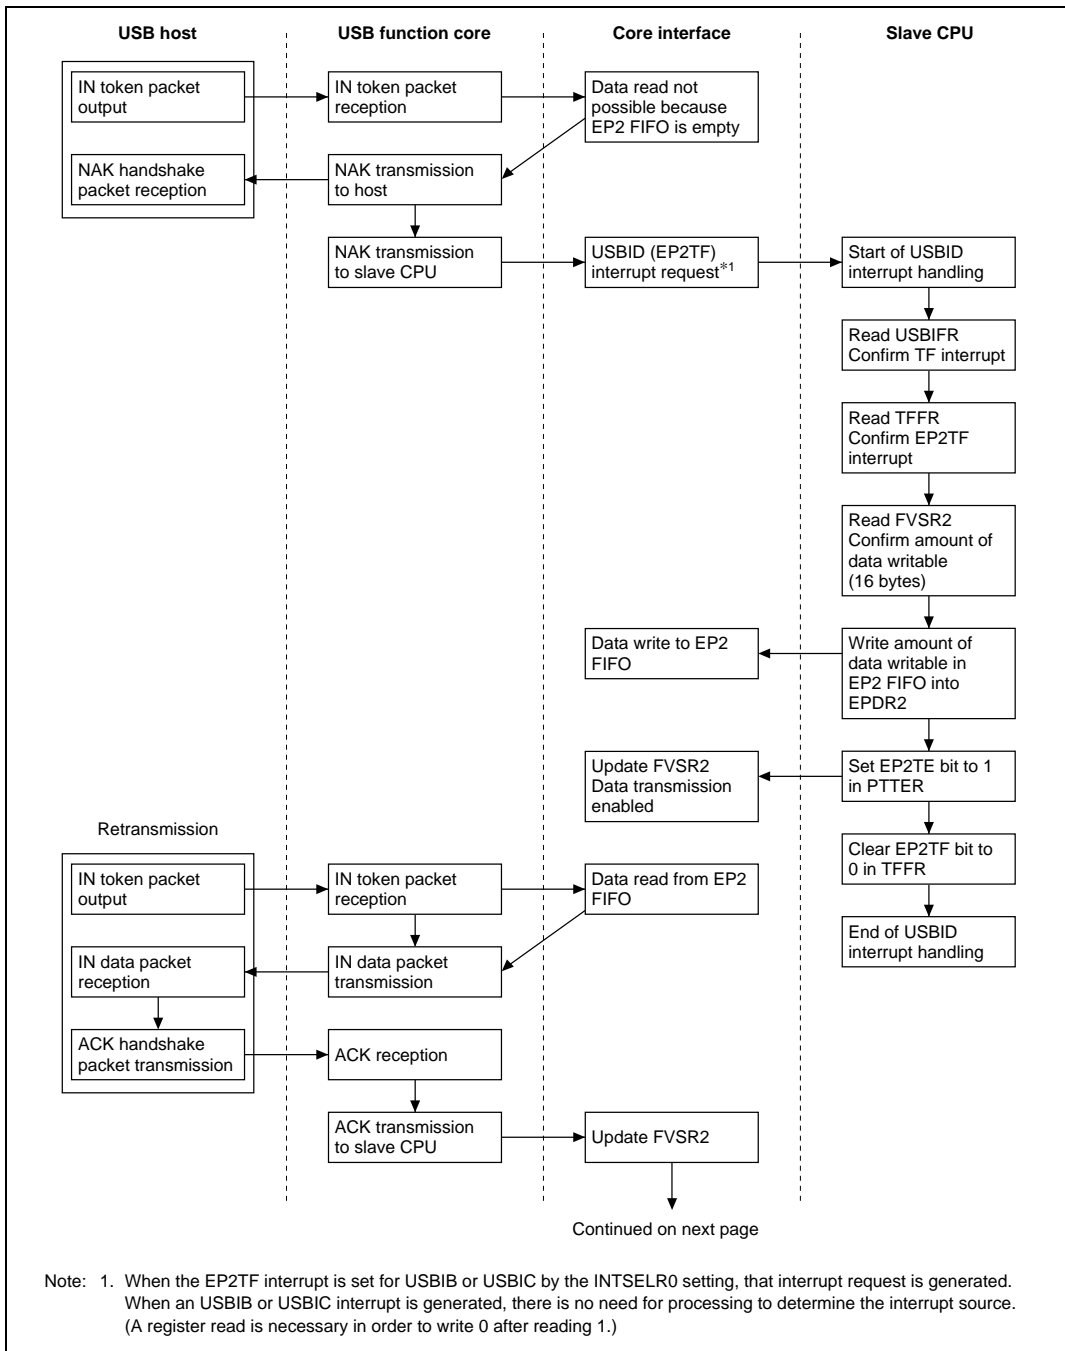 USB host
USB function core
Core interface
Slave CPU
IN token packet
output
IN token packet
reception
Data read not
possible because
EP2 FIFO is empty
NAK handshake
packet reception
NAK transmission
to host
NAK transmission
to slave CPU
USBID (EP2TF)
interrupt request*1
Start of USBID
interrupt handling
Read USBIFR
Confirm TF interrupt
Read TFFR
Confirm EP2TF
interrupt
Read FVSR2
Confirm amount of
data writable
(16 bytes)
Data write to EP2
FIFO
Write amount of
data writable in
EP2 FIFO into
EPDR2
Update FVSR2
Data transmission
enabled
Set EP2TE bit to 1
in PTTER
Retransmission
Clear EP2TF bit to
0 in TFFR
IN token packet
output
IN token packet
reception
Data read from EP2
FIFO
End of USBID
interrupt handling
IN data packet
reception
IN data packet
transmission
ACK handshake
packet transmission
ACK reception
ACK transmission
to slave CPU
Update FVSR2
Continued on next page
Note: 1. When the EP2TF interrupt is set for USBIB or USBIC by the INTSELR0 setting, that interrupt request is generated.
When an USBIB or USBIC interrupt is generated, there is no need for processing to determine the interrupt source.
(A register read is necessary in order to write 0 after reading 1.)